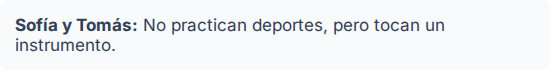 Sofía y Tomás: No practican deportes, pero tocan un
instrumento.